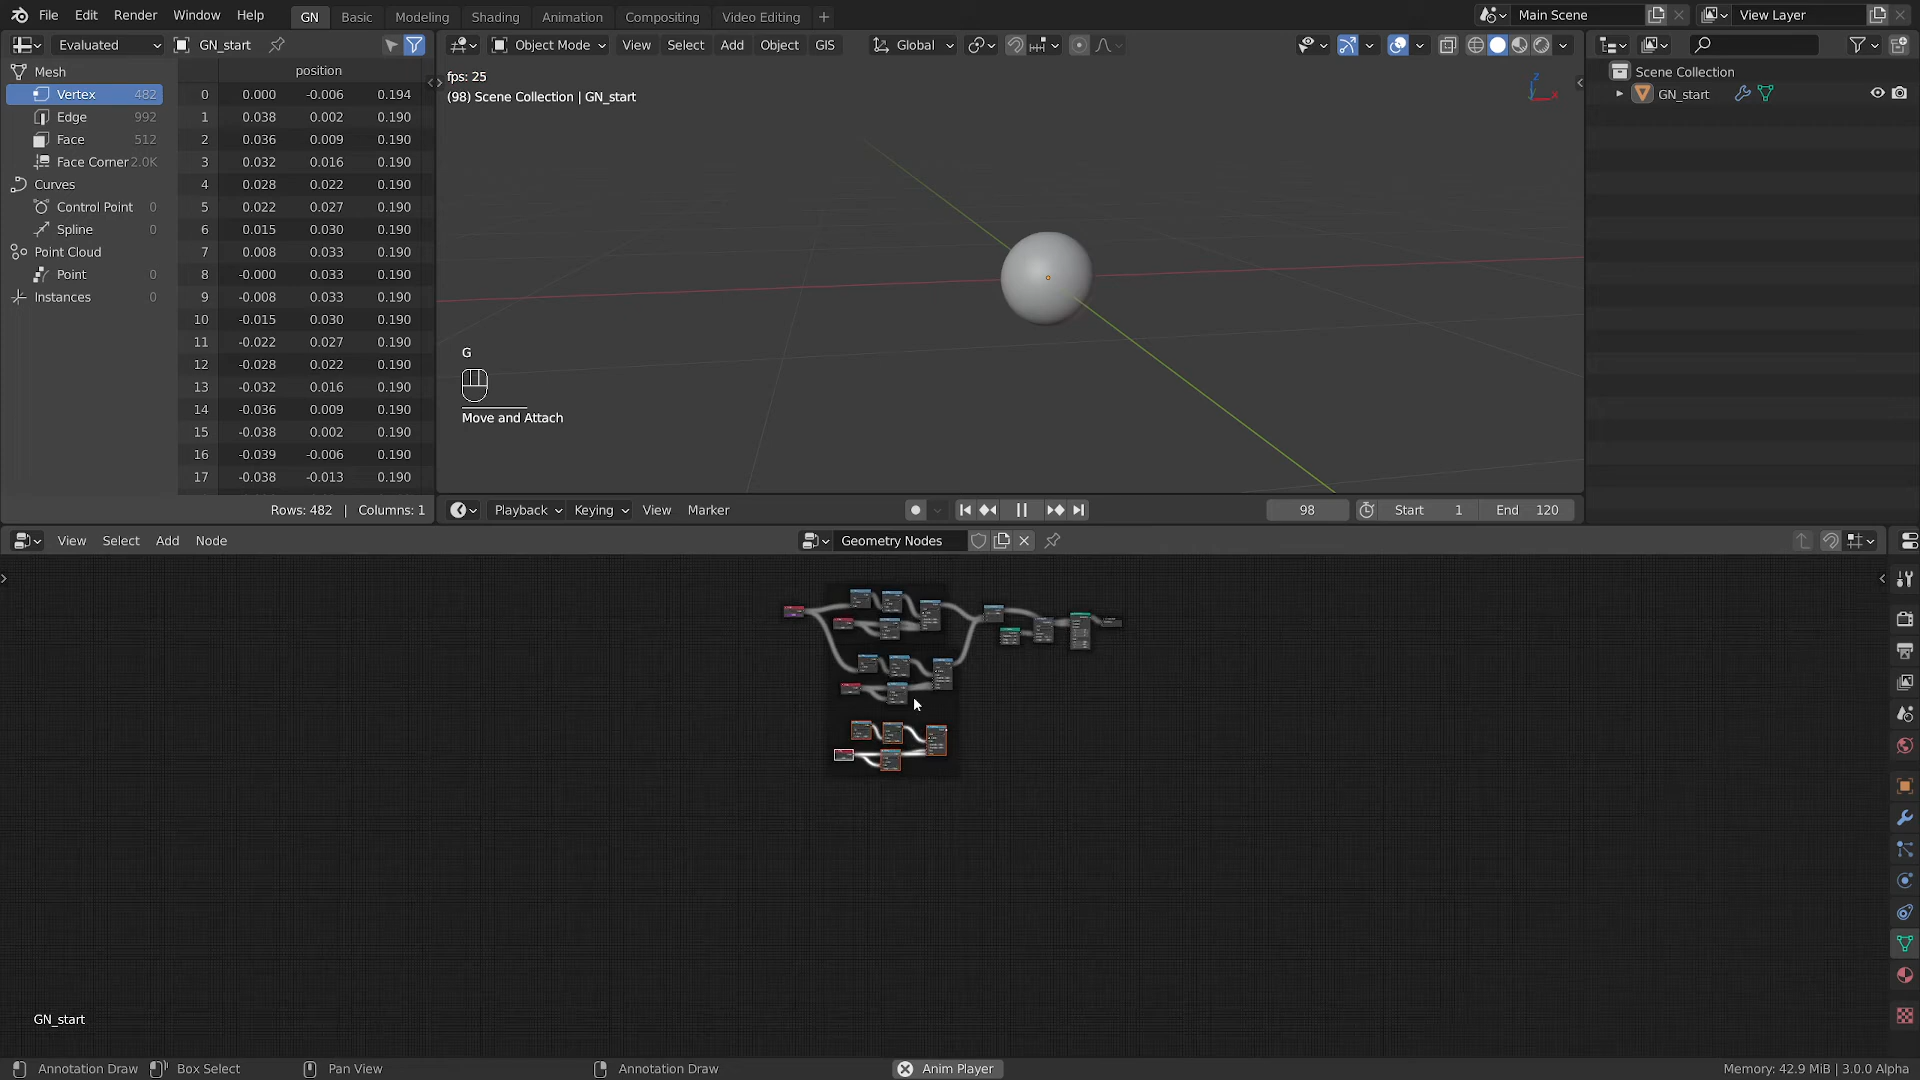 File Edit Render Window Help GN Basic Modeling Shading Animation Compositing Video Editing Main Scene View Layer
Evaluated GN_start Object Mode View Select Add Object GIS Global
Mesh position Scene Collection
Vertex 482 GN_start
Edge 992
Face 512
Face Corner 2.0K
Curves
Control Point 0
Spline 0
Point Cloud
Point 0
Instances 0
0 0.000 -0.006 0.194
1 0.038 0.002 0.190
2 0.036 0.009 0.190
3 0.032 0.016 0.190
4 0.028 0.022 0.190
5 0.022 0.027 0.190
6 0.015 0.030 0.190
7 0.008 0.033 0.190
8 -0.000 0.033 0.190
9 -0.008 0.033 0.190
10 -0.015 0.030 0.190
11 -0.022 0.027 0.190
12 -0.028 0.022 0.190
13 -0.032 0.016 0.190
14 -0.036 0.009 0.190
15 -0.038 0.002 0.190
16 -0.039 -0.006 0.190
17 -0.038 -0.013 0.190
Rows: 482 | Columns: 1
fps: 25
(98) Scene Collection | GN_start
Z
Y
X
G
Move and Attach
Playback Keying View Marker 98 Start 1 End 120
View Select Add Node Geometry Nodes
GN_start
Annotation Draw Box Select Pan View Annotation Draw Anim Player Memory: 42.9 MiB | 3.0.0 Alpha